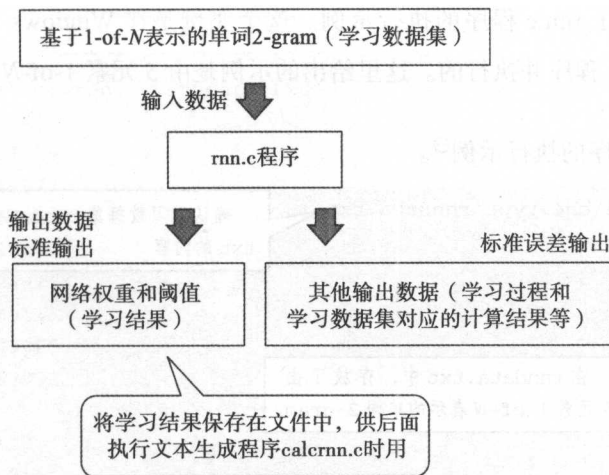 基于1-of-N表示的单词2-gram（学习数据集）
输入数据
rnn.c程序
输出数据
标准输出
标准误差输出
网络权重和阈值
（学习结果）
其他输出数据（学习过程和
学习数据集对应的计算结果等）
将学习结果保存在文件中，供后面
执行文本生成程序calcrnn.c时用